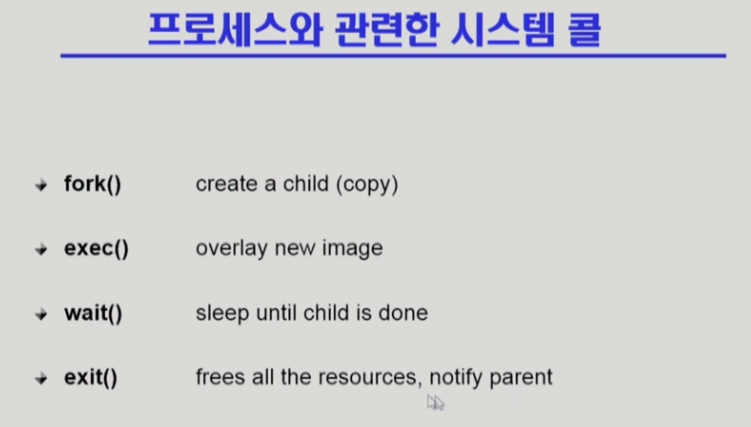 프로세스와 관련한 시스템 콜
fork() create a child (copy)
exec() overlay new image
wait() sleep until child is done
exit() frees all the resources, notify parent